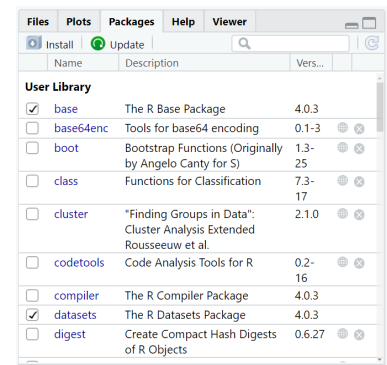 Files Plots Packages Help Viewer
Install Update
Name Description Vers...
User Library
base The R Base Package 4.0.3
base64enc Tools for base64 encoding 0.1-3
boot Bootstrap Functions (Originally 1.3-
by Angelo Canty for S) 25
class Functions for Classification 7.3-
17
cluster "Finding Groups in Data": 2.1.0
Cluster Analysis Extended
Rousseeuw et al.
codetools Code Analysis Tools for R 0.2-
16
compiler The R Compiler Package 4.0.3
datasets The R Datasets Package 4.0.3
digest Create Compact Hash Digests 0.6.27
of R Objects